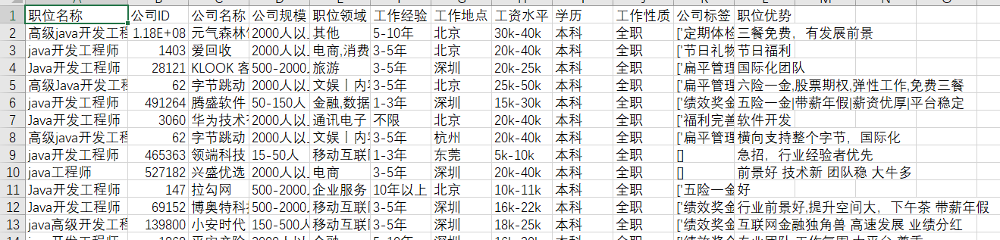 职位名称 公司ID 公司名称 公司规模 职位领域 工作经验 工作地点 工资水平 学历 工作性质 公司标签 职位优势
1
2 高级java开发工程 1.18E+08 元气森林 2000人以 其他 5-10年 北京 30k-40k 本科 全职 ['定期体检 三餐免费，有发展前景
3 java开发工程师 1403 爱回收 2000人以 电商,消费 3-5年 北京 20k-40k 本科 全职 ['节日礼物 节日福利
4 Java开发工程师 28121 KLOOK 客 500-2000 旅游 3-5年 深圳 20k-25k 本科 全职 ['扁平管理 国际化团队
5 高级Java开发工程 62 字节跳动 2000人以 文娱丨内容 3-5年 北京 25k-50k 本科 全职 ['扁平管理 六险一金,股票期权,弹性工作,免费三餐
6 java开发工程师 491264 腾盛软件 50-150人 金融,数据 1-3年 深圳 15k-30k 本科 全职 ['绩效奖金 五险一金|带薪年假|薪资优厚|平台稳定
7 Java开发工程师 3060 华为技术 2000人以 通讯电子 不限 北京 20k-40k 本科 全职 ['福利完善 软件开发
8 高级java开发工程 62 字节跳动 2000人以 文娱丨内容 3-5年 杭州 20k-40k 本科 全职 ['扁平管理 横向支持整个字节，国际化
9 java开发工程师 465363 领端科技 15-50人 移动互联网 1-3年 东莞 5k-10k 本科 全职 [] 急招，行业经验者优先
10 java工程师 527182 兴盛优选 2000人以 电商 3-5年 深圳 20k-40k 本科 全职 [] 前景好 技术新 团队稳 大牛多
11 Java开发工程师 147 拉勾网 500-2000 企业服务 10年以上 北京 10k-11k 本科 全职 ['五险一金 好
12 Java开发工程师 69152 博奥特科 500-2000 移动互联网 3-5年 深圳 16k-22k 本科 全职 ['绩效奖金 行业前景好,提升空间大，下午茶 带薪年假
13 java高级开发工程 139800 小安时代 150-500人 移动互联网 3-5年 深圳 18k-25k 本科 全职 ['绩效奖金 互联网金融独角兽 高速发展 业绩分红